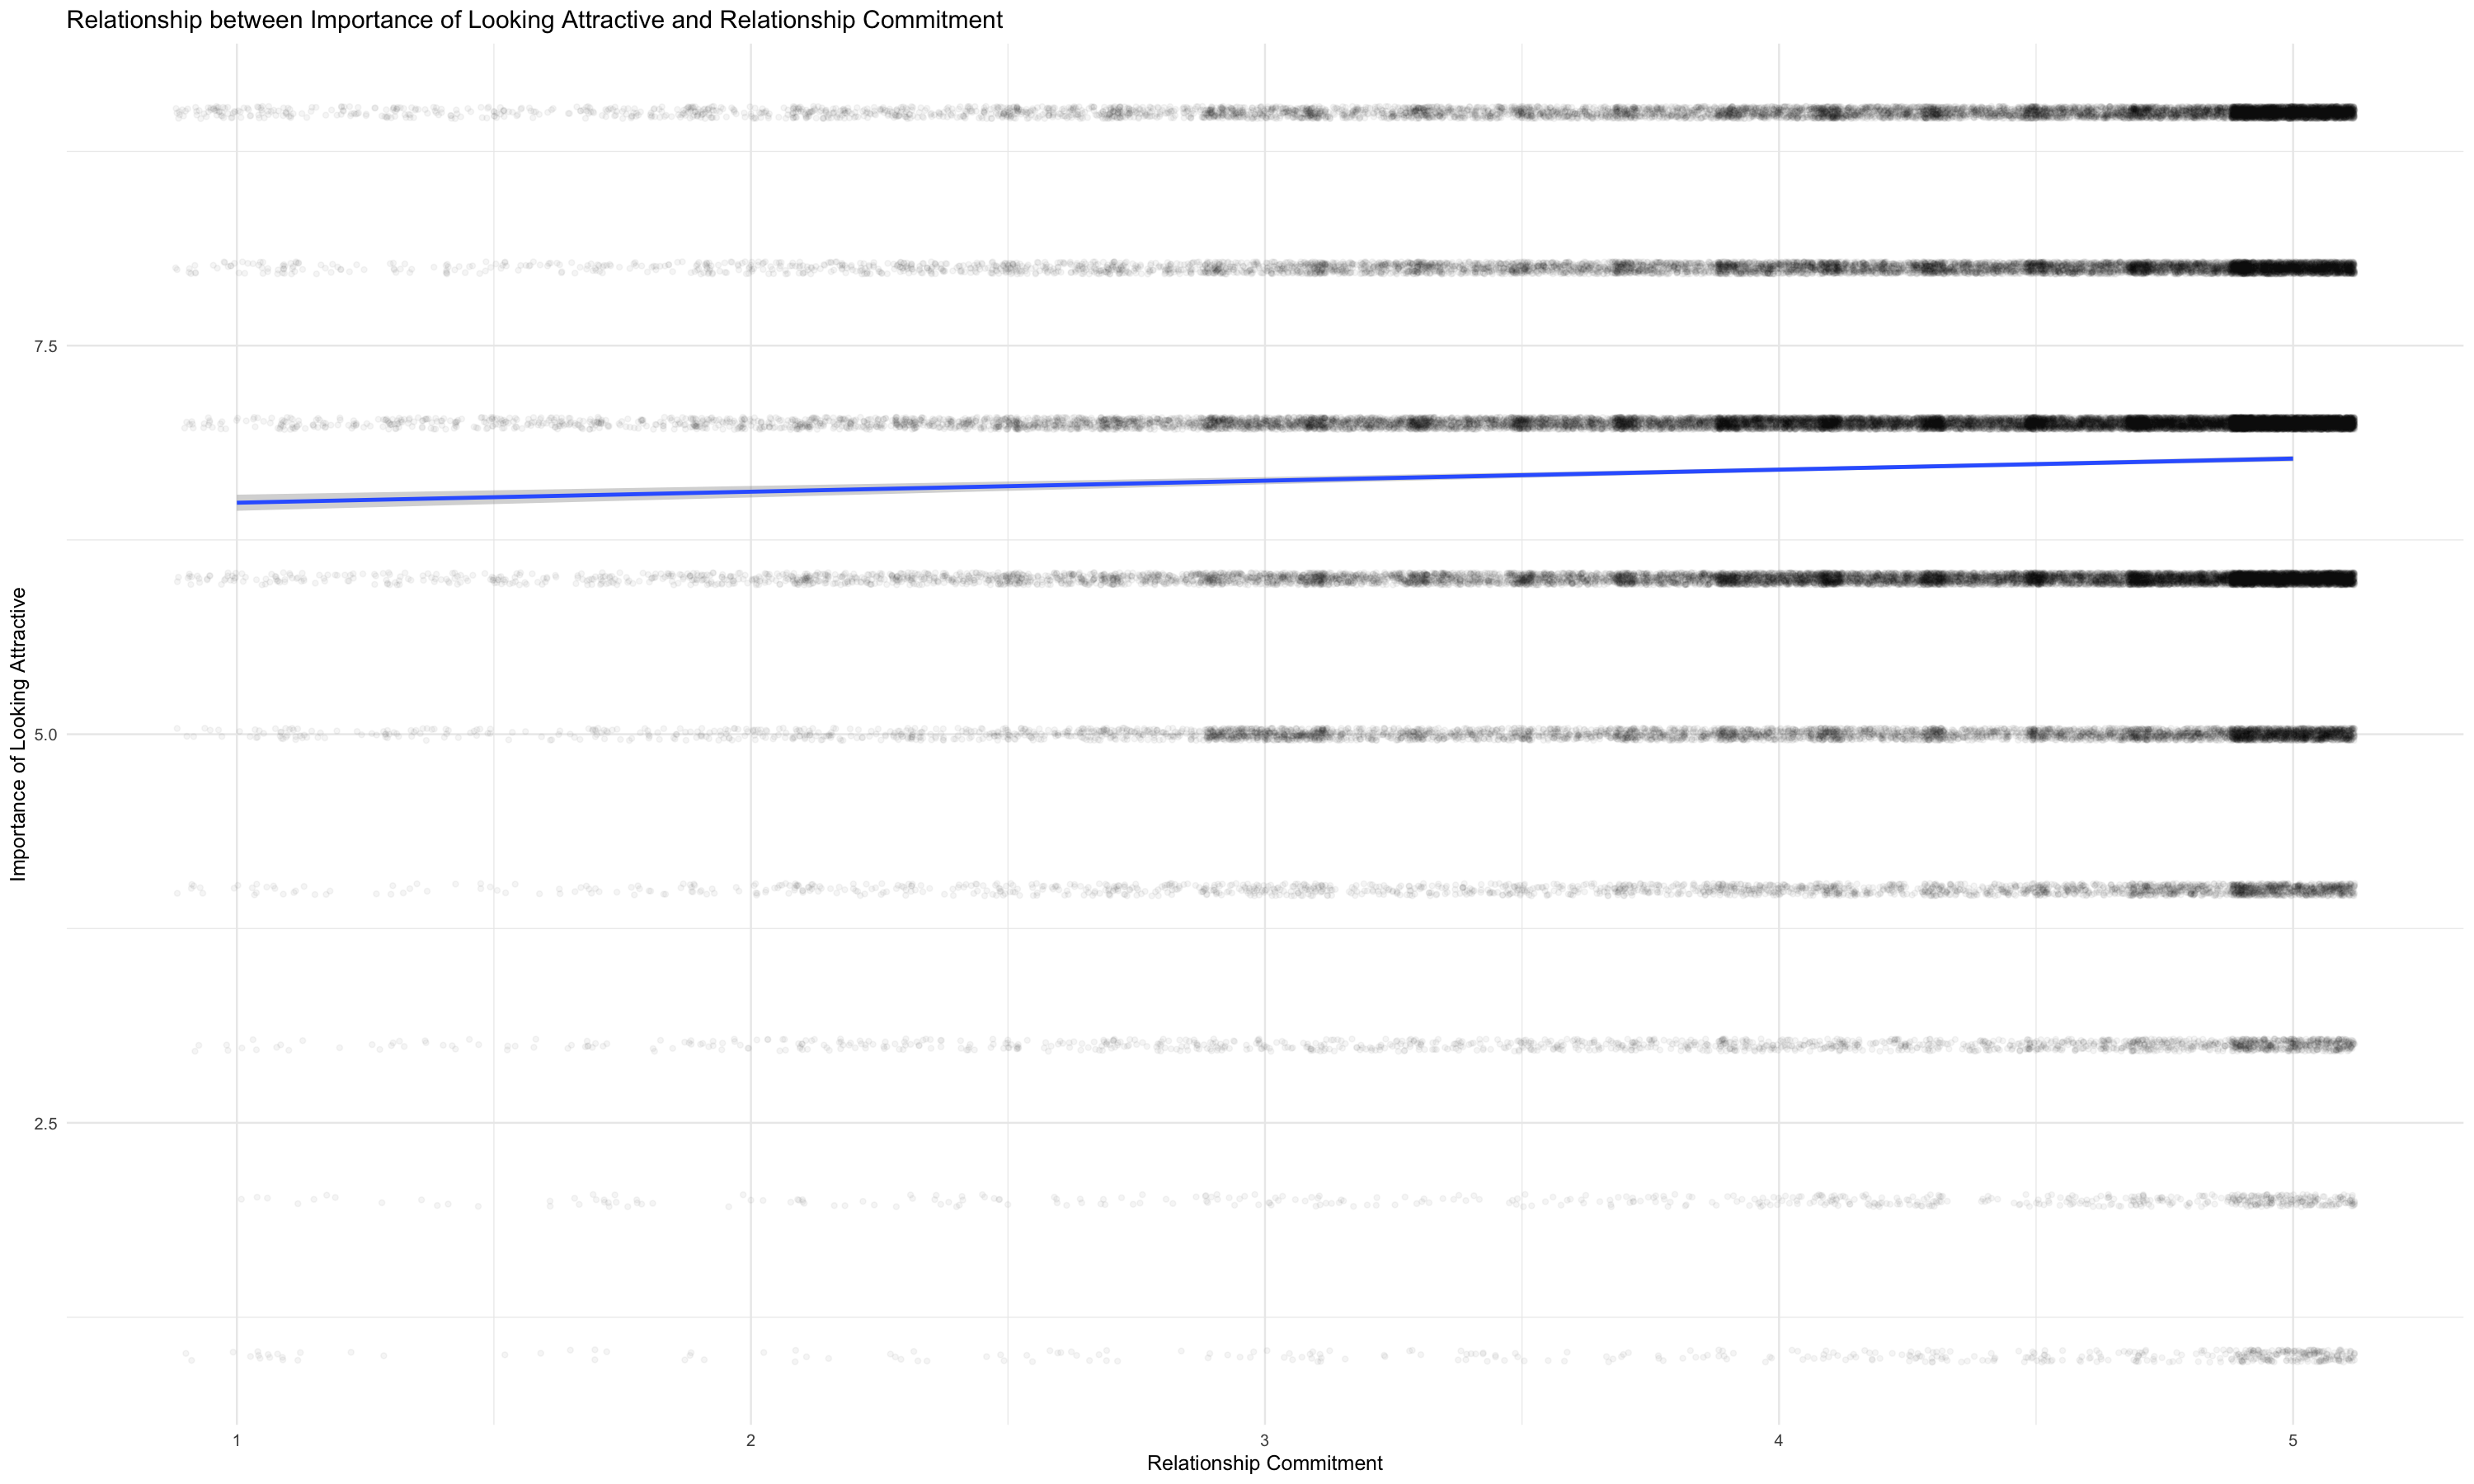 Relationship between Importance of Looking Attractive and Relationship Commitment
7.5
5.0
2.5
Importance of Looking Attractive
1
2
3
4
5
Relationship Commitment